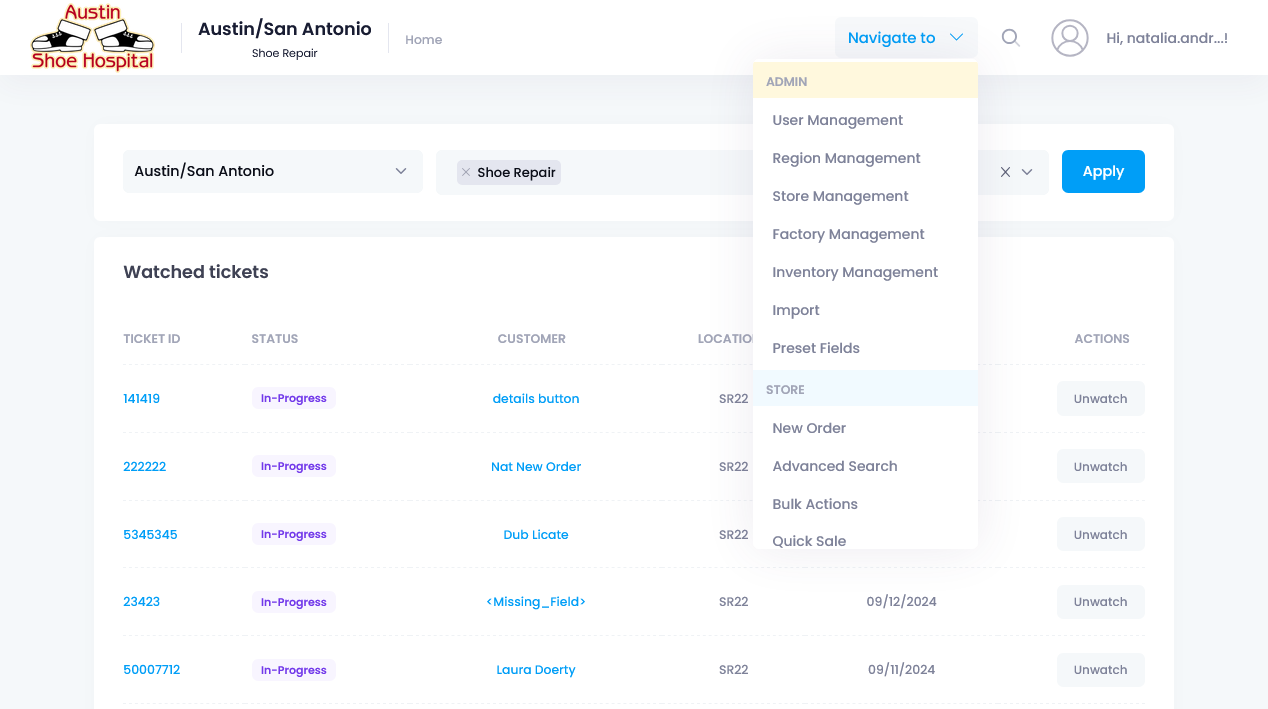 Austin
Shoe Hospital
Austin/San Antonio
Shoe Repair
Home
Navigate to
Hi, natalia.andr...!
ADMIN
User Management
Region Management
Store Management
Factory Management
Inventory Management
Import
Preset Fields
STORE
New Order
Advanced Search
Bulk Actions
Quick Sale
Austin/San Antonio
Shoe Repair
Apply
Watched tickets
TICKET ID STATUS CUSTOMER LOCATIO ACTIONS
141419 In-Progress details button SR22 Unwatch
222222 In-Progress Nat New Order SR22 Unwatch
5345345 In-Progress Dub Licate SR22 Unwatch
23423 In-Progress <Missing_Field> SR22 09/12/2024 Unwatch
50007712 In-Progress Laura Doerty SR22 09/11/2024 Unwatch